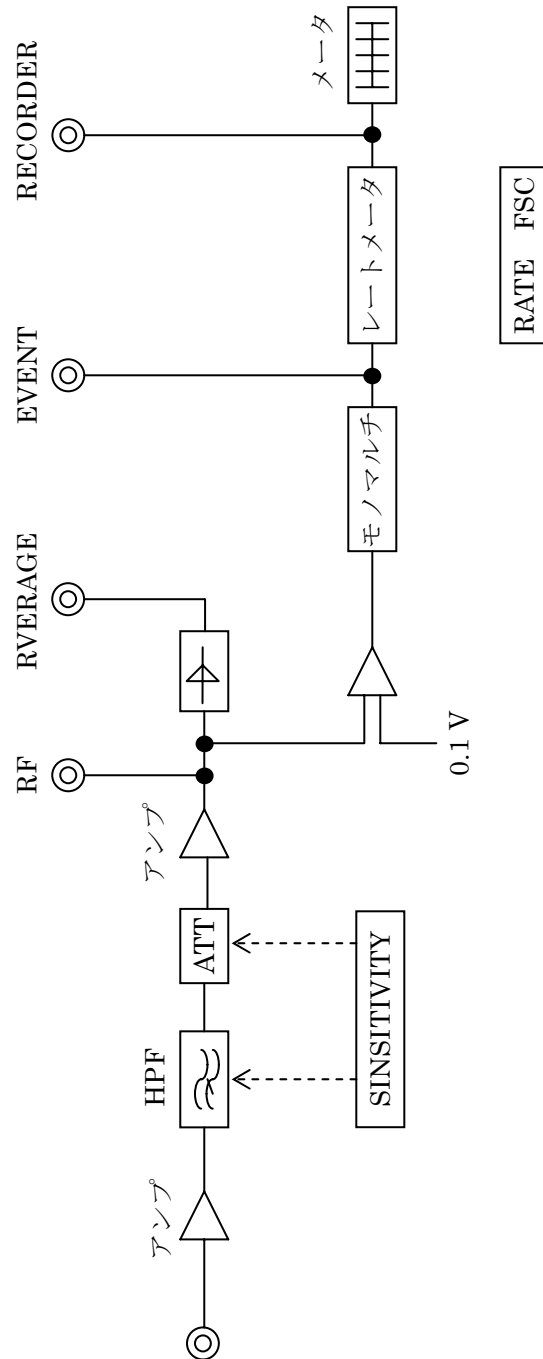 RF
RVERAGE
EVENT
RECORDER
アンプ
HPF
ATT
アンプ
モノマルチ
レートメータ
メータ
0.1 V
SINSITIVITY
RATE FSC